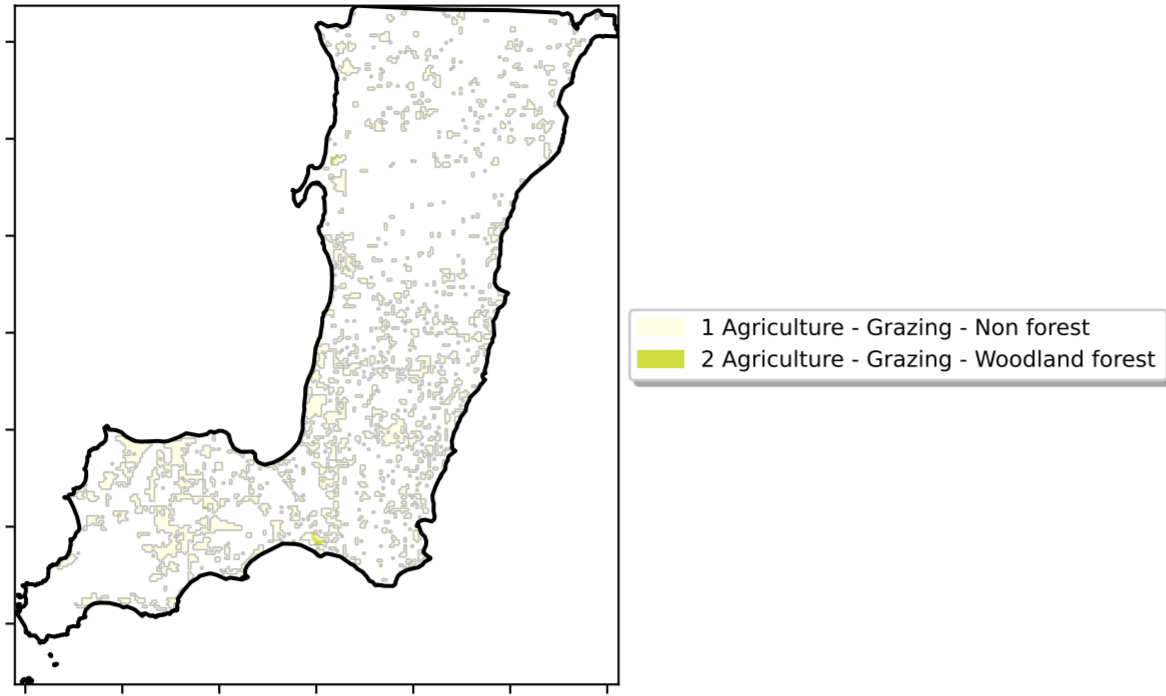 1 Agriculture - Grazing - Non forest
2 Agriculture - Grazing - Woodland forest